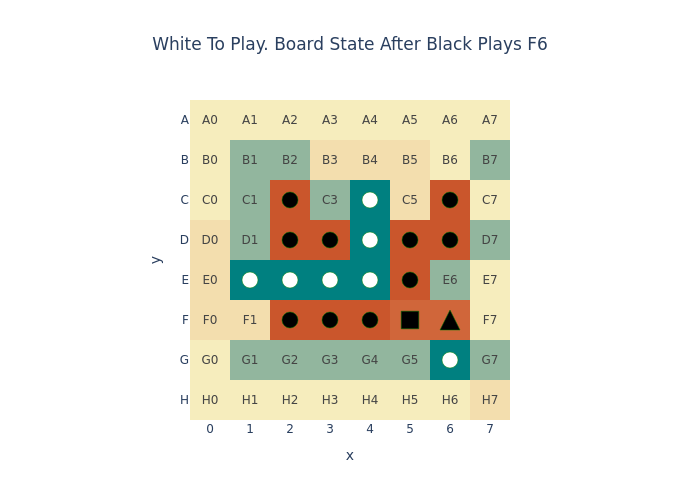 White To Play. Board State After Black Plays F6
A A0 A1 A2 A3 A4 A5 A6 A7
B B0 B1 B2 B3 B4 B5 B6 B7
C C0 C1 C3 C5 C7
D D0 D1 D7
y
E E0 E6 E7
F F0 F1 F7
G G0 G1 G2 G3 G4 G5 G7
H H0 H1 H2 H3 H4 H5 H6 H7
0 1 2 3 4 5 6 7
x